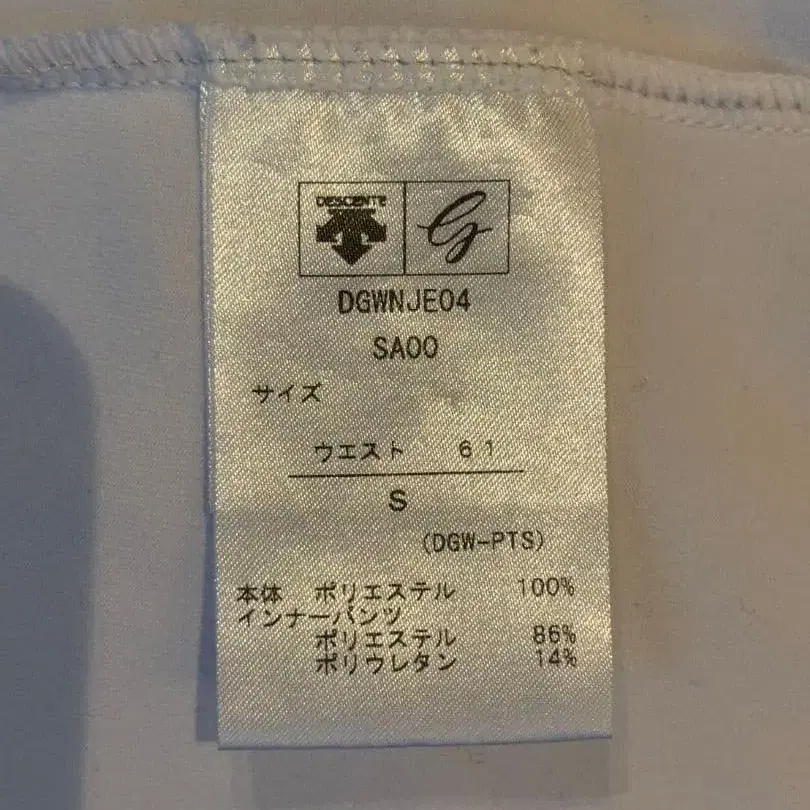 DESCENTE G
DGWNJE04
SA00
サイズ
ウエスト 61
S
(DGW-PTS)
本体 ポリエステル 100%
インナーパンツ
ポリエステル 86%
ポリウレタン 14%